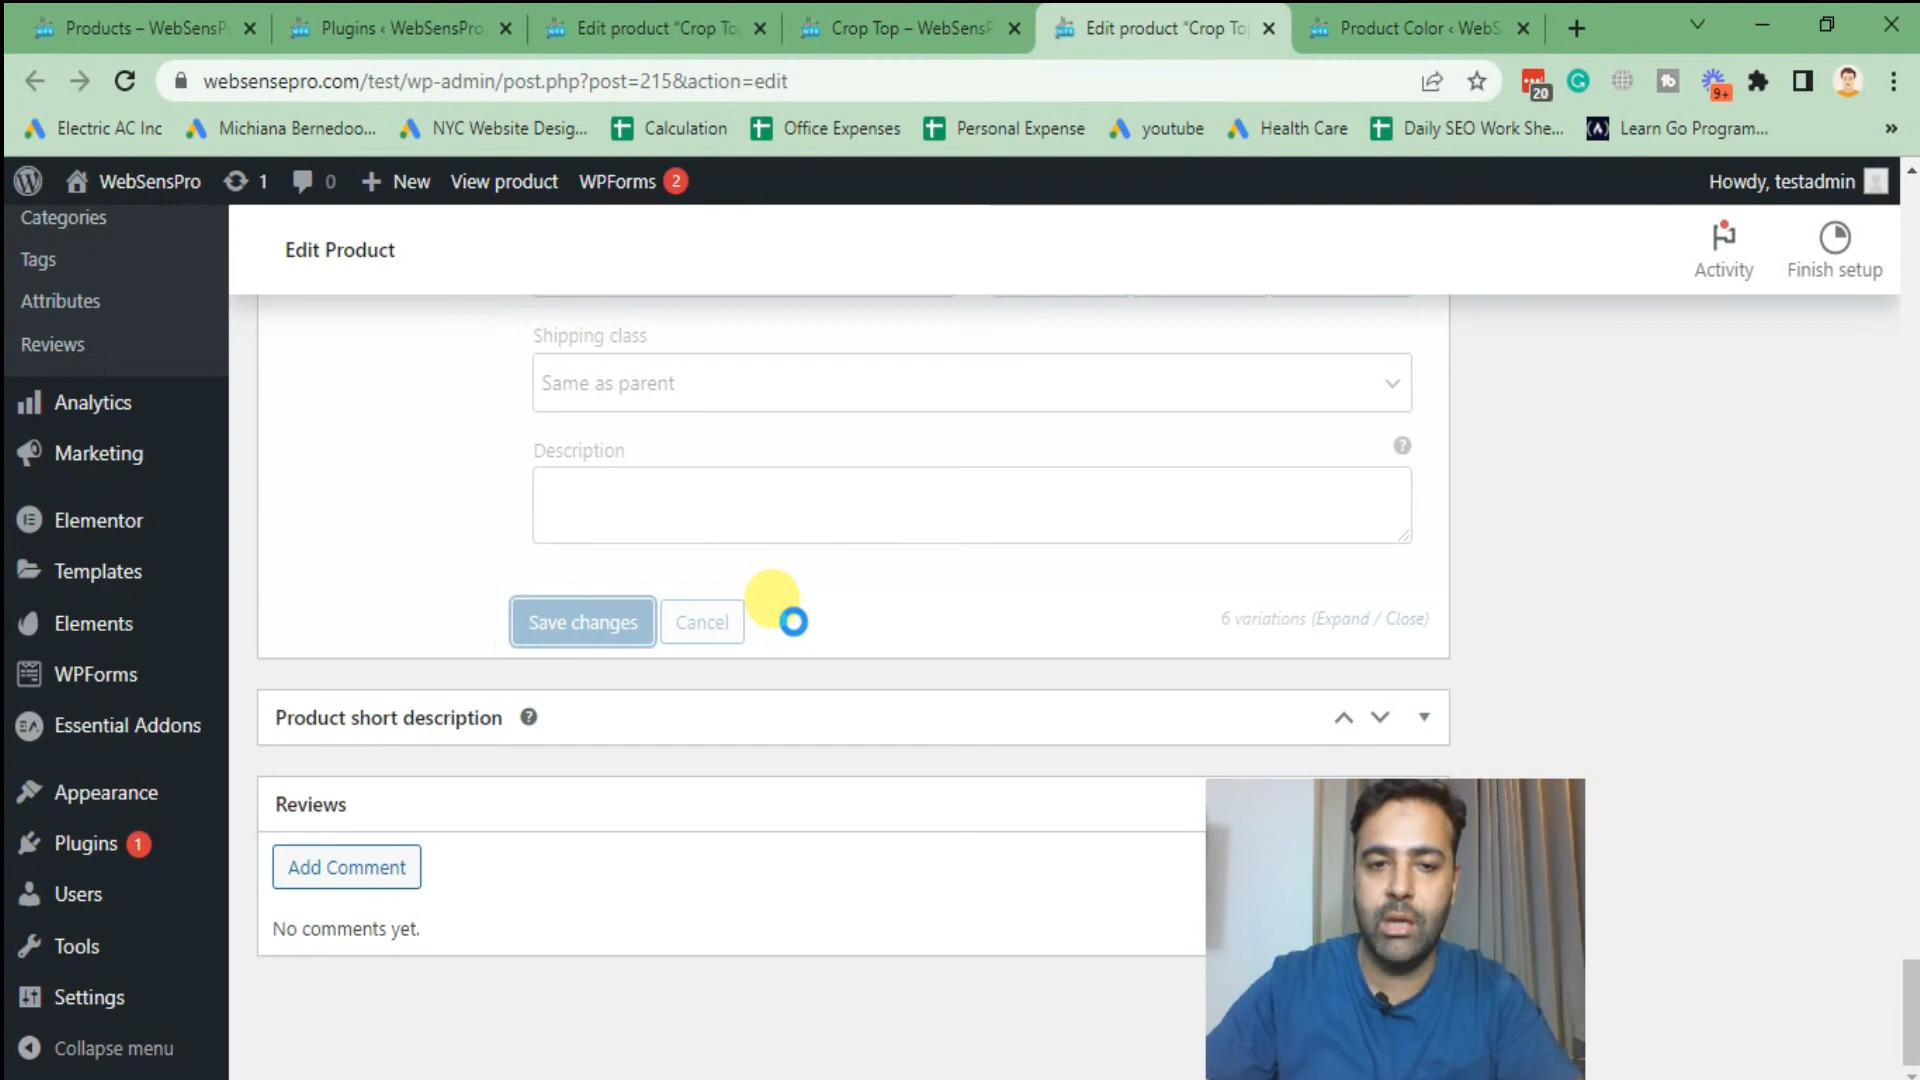 Products – WebSensP
Plugins ‹ WebSensPro
Edit product “Crop To
Crop Top – WebSensP
Edit product “Crop To
Product Color ‹ WebS
websensepro.com/test/wp-admin/post.php?post=215&action=edit
20
9+
Electric AC Inc
Michiana Bernedoo...
NYC Website Desig...
Calculation
Office Expenses
Personal Expense
youtube
Health Care
Daily SEO Work She...
Learn Go Program...
»
WebSensPro
1
0
New
View product
WPForms 2
Howdy, testadmin
Categories
Tags
Attributes
Reviews
Analytics
Marketing
Elementor
Templates
Elements
WPForms
Essential Addons
Appearance
Plugins 1
Users
Tools
Settings
Collapse menu
Edit Product
Activity
Finish setup
Shipping class
Same as parent
Description
Save changes
Cancel
6 variations (Expand / Close)
Product short description
Reviews
Add Comment
No comments yet.